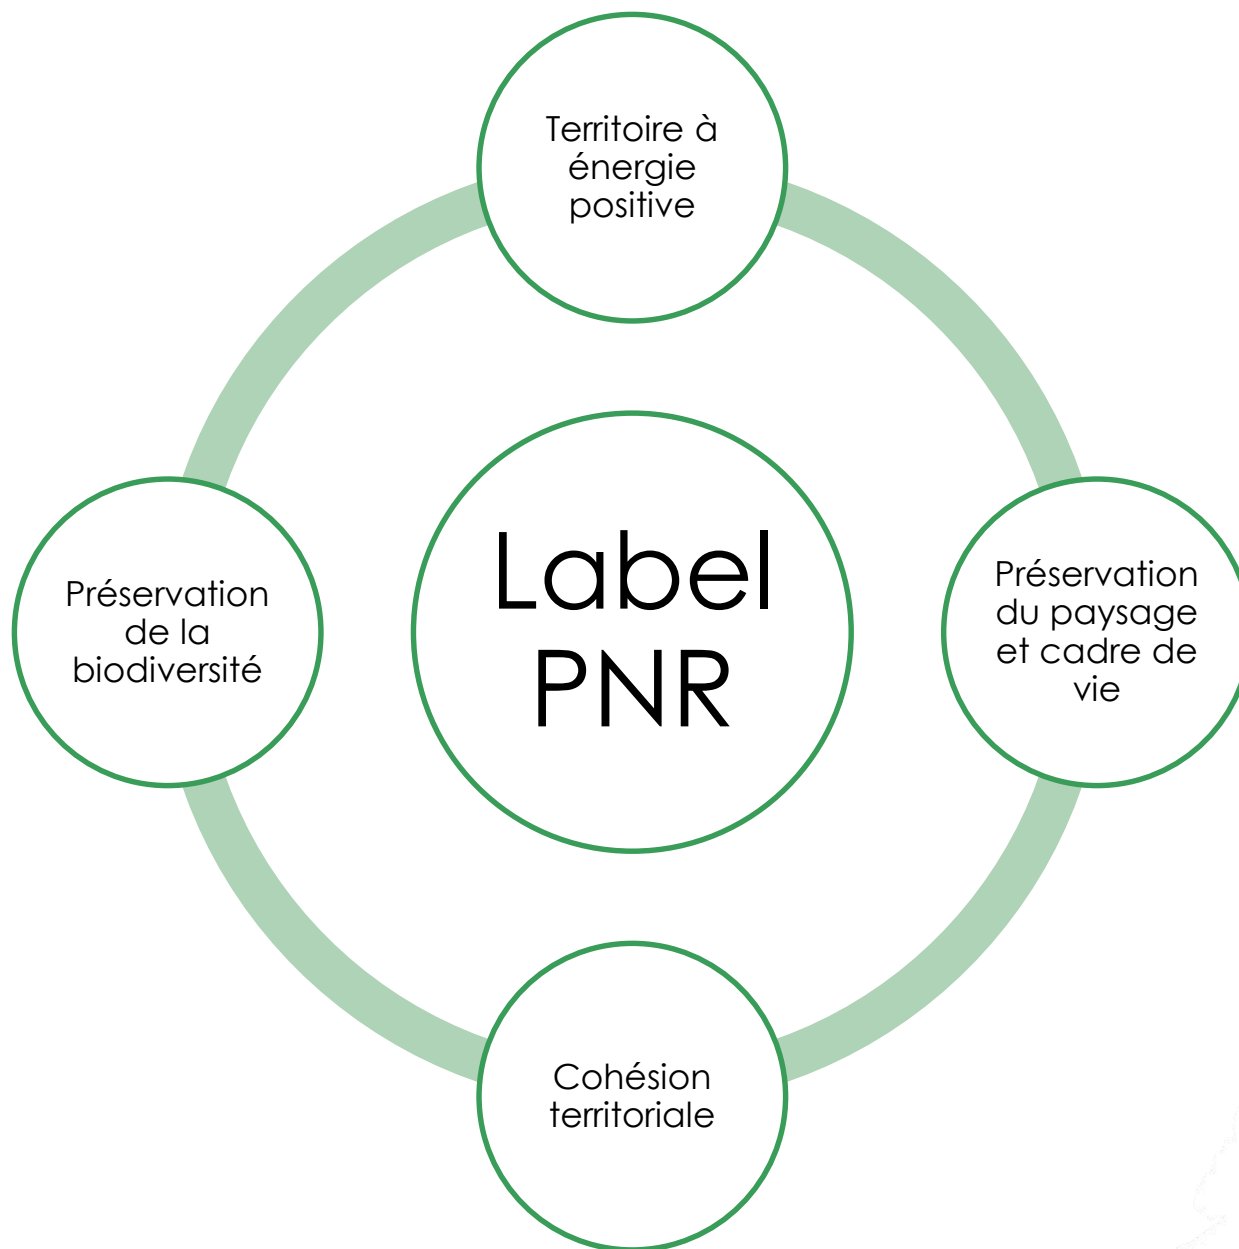 Territoire à
énergie
positive
Préservation
de la
biodiversité
Label
PNR
Préservation
du paysage
et cadre de
vie
Cohésion
territoriale